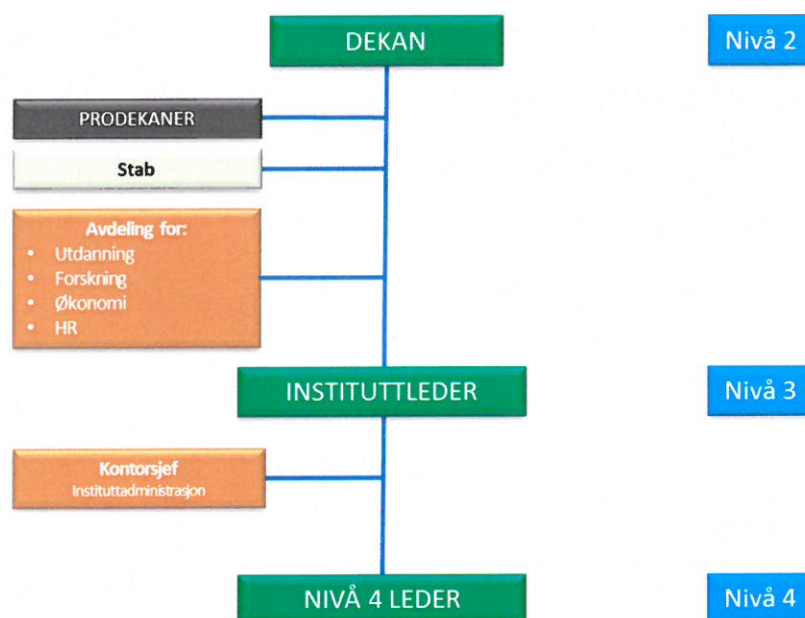 DEKAN
Nivå 2
PRODEKANER
Stab
Avdeling for:
• Utdanning
• Forskning
• Økonomi
• HR
INSTITUTTLEDER
Nivå 3
Kontorsjef
Instituttadministrasjon
NIVÅ 4 LEDER
Nivå 4